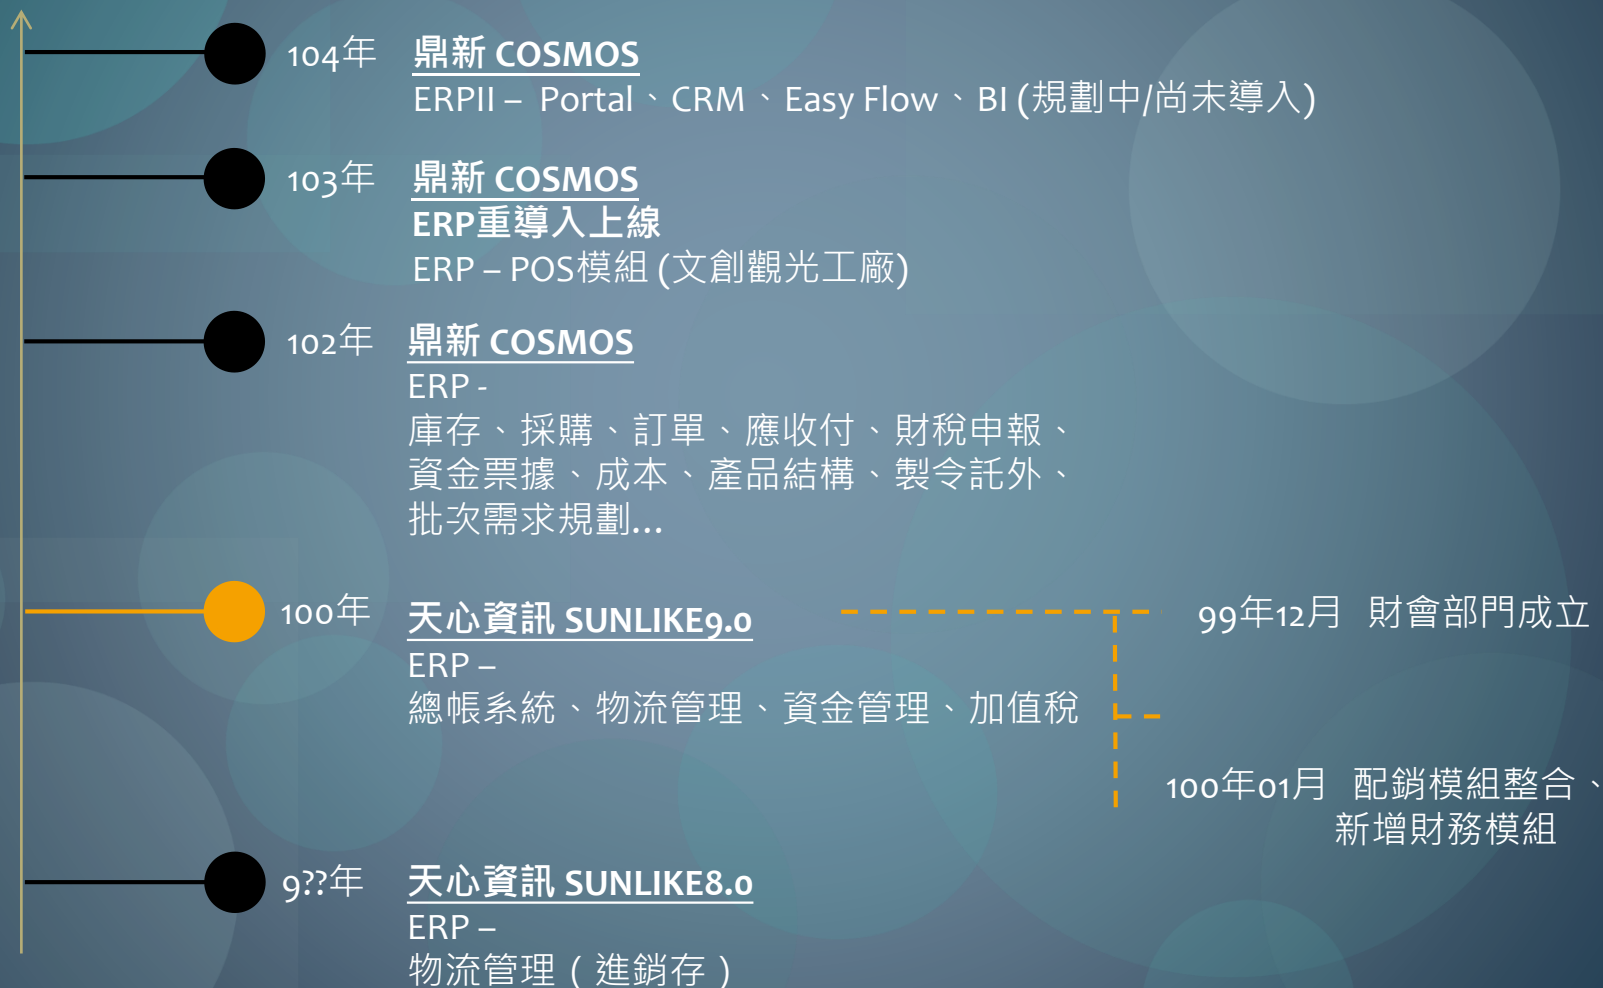 104年 鼎新 COSMOS
ERPII – Portal、CRM、Easy Flow、BI (規劃中/尚未導入)
103年 鼎新 COSMOS
ERP重導入上線
ERP – POS模組 (文創觀光工廠)
102年 鼎新 COSMOS
ERP -
庫存、採購、訂單、應收付、財稅申報、
資金票據、成本、產品結構、製令託外、
批次需求規劃…
100年 天心資訊 SUNLIKE9.0
ERP –
總帳系統、物流管理、資金管理、加值稅
99年12月 財會部門成立
100年01月 配銷模組整合、
新增財務模組
9??年 天心資訊 SUNLIKE8.0
ERP –
物流管理（進銷存）